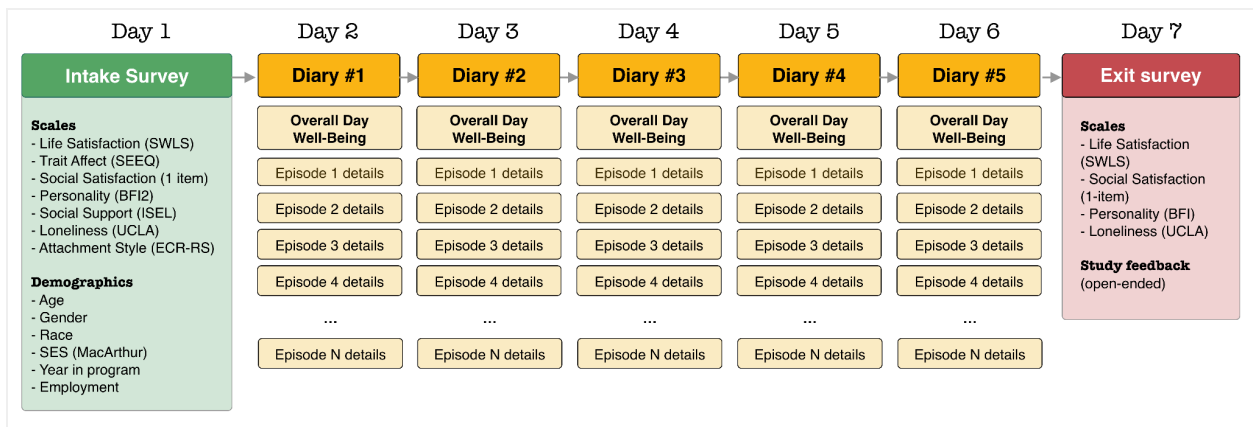 Day 1
Day 2
Day 3
Day 4
Day 5
Day 6
Day 7
Intake Survey
Diary #1
Diary #2
Diary #3
Diary #4
Diary #5
Exit survey
Scales
- Life Satisfaction (SWLS)
- Trait Affect (SEEQ)
- Social Satisfaction (1 item)
- Personality (BFI2)
- Social Support (ISEL)
- Loneliness (UCLA)
- Attachment Style (ECR-RS)
Demographics
- Age
- Gender
- Race
- SES (MacArthur)
- Year in program
- Employment
Overall Day
Well-Being
Episode 1 details
Episode 2 details
Episode 3 details
Episode 4 details
...
Episode N details
Overall Day
Well-Being
Episode 1 details
Episode 2 details
Episode 3 details
Episode 4 details
...
Episode N details
Overall Day
Well-Being
Episode 1 details
Episode 2 details
Episode 3 details
Episode 4 details
...
Episode N details
Overall Day
Well-Being
Episode 1 details
Episode 2 details
Episode 3 details
Episode 4 details
...
Episode N details
Overall Day
Well-Being
Episode 1 details
Episode 2 details
Episode 3 details
Episode 4 details
...
Episode N details
Scales
- Life Satisfaction
(SWLS)
- Social Satisfaction
(1-item)
- Personality (BFI)
- Loneliness (UCLA)
Study feedback
(open-ended)